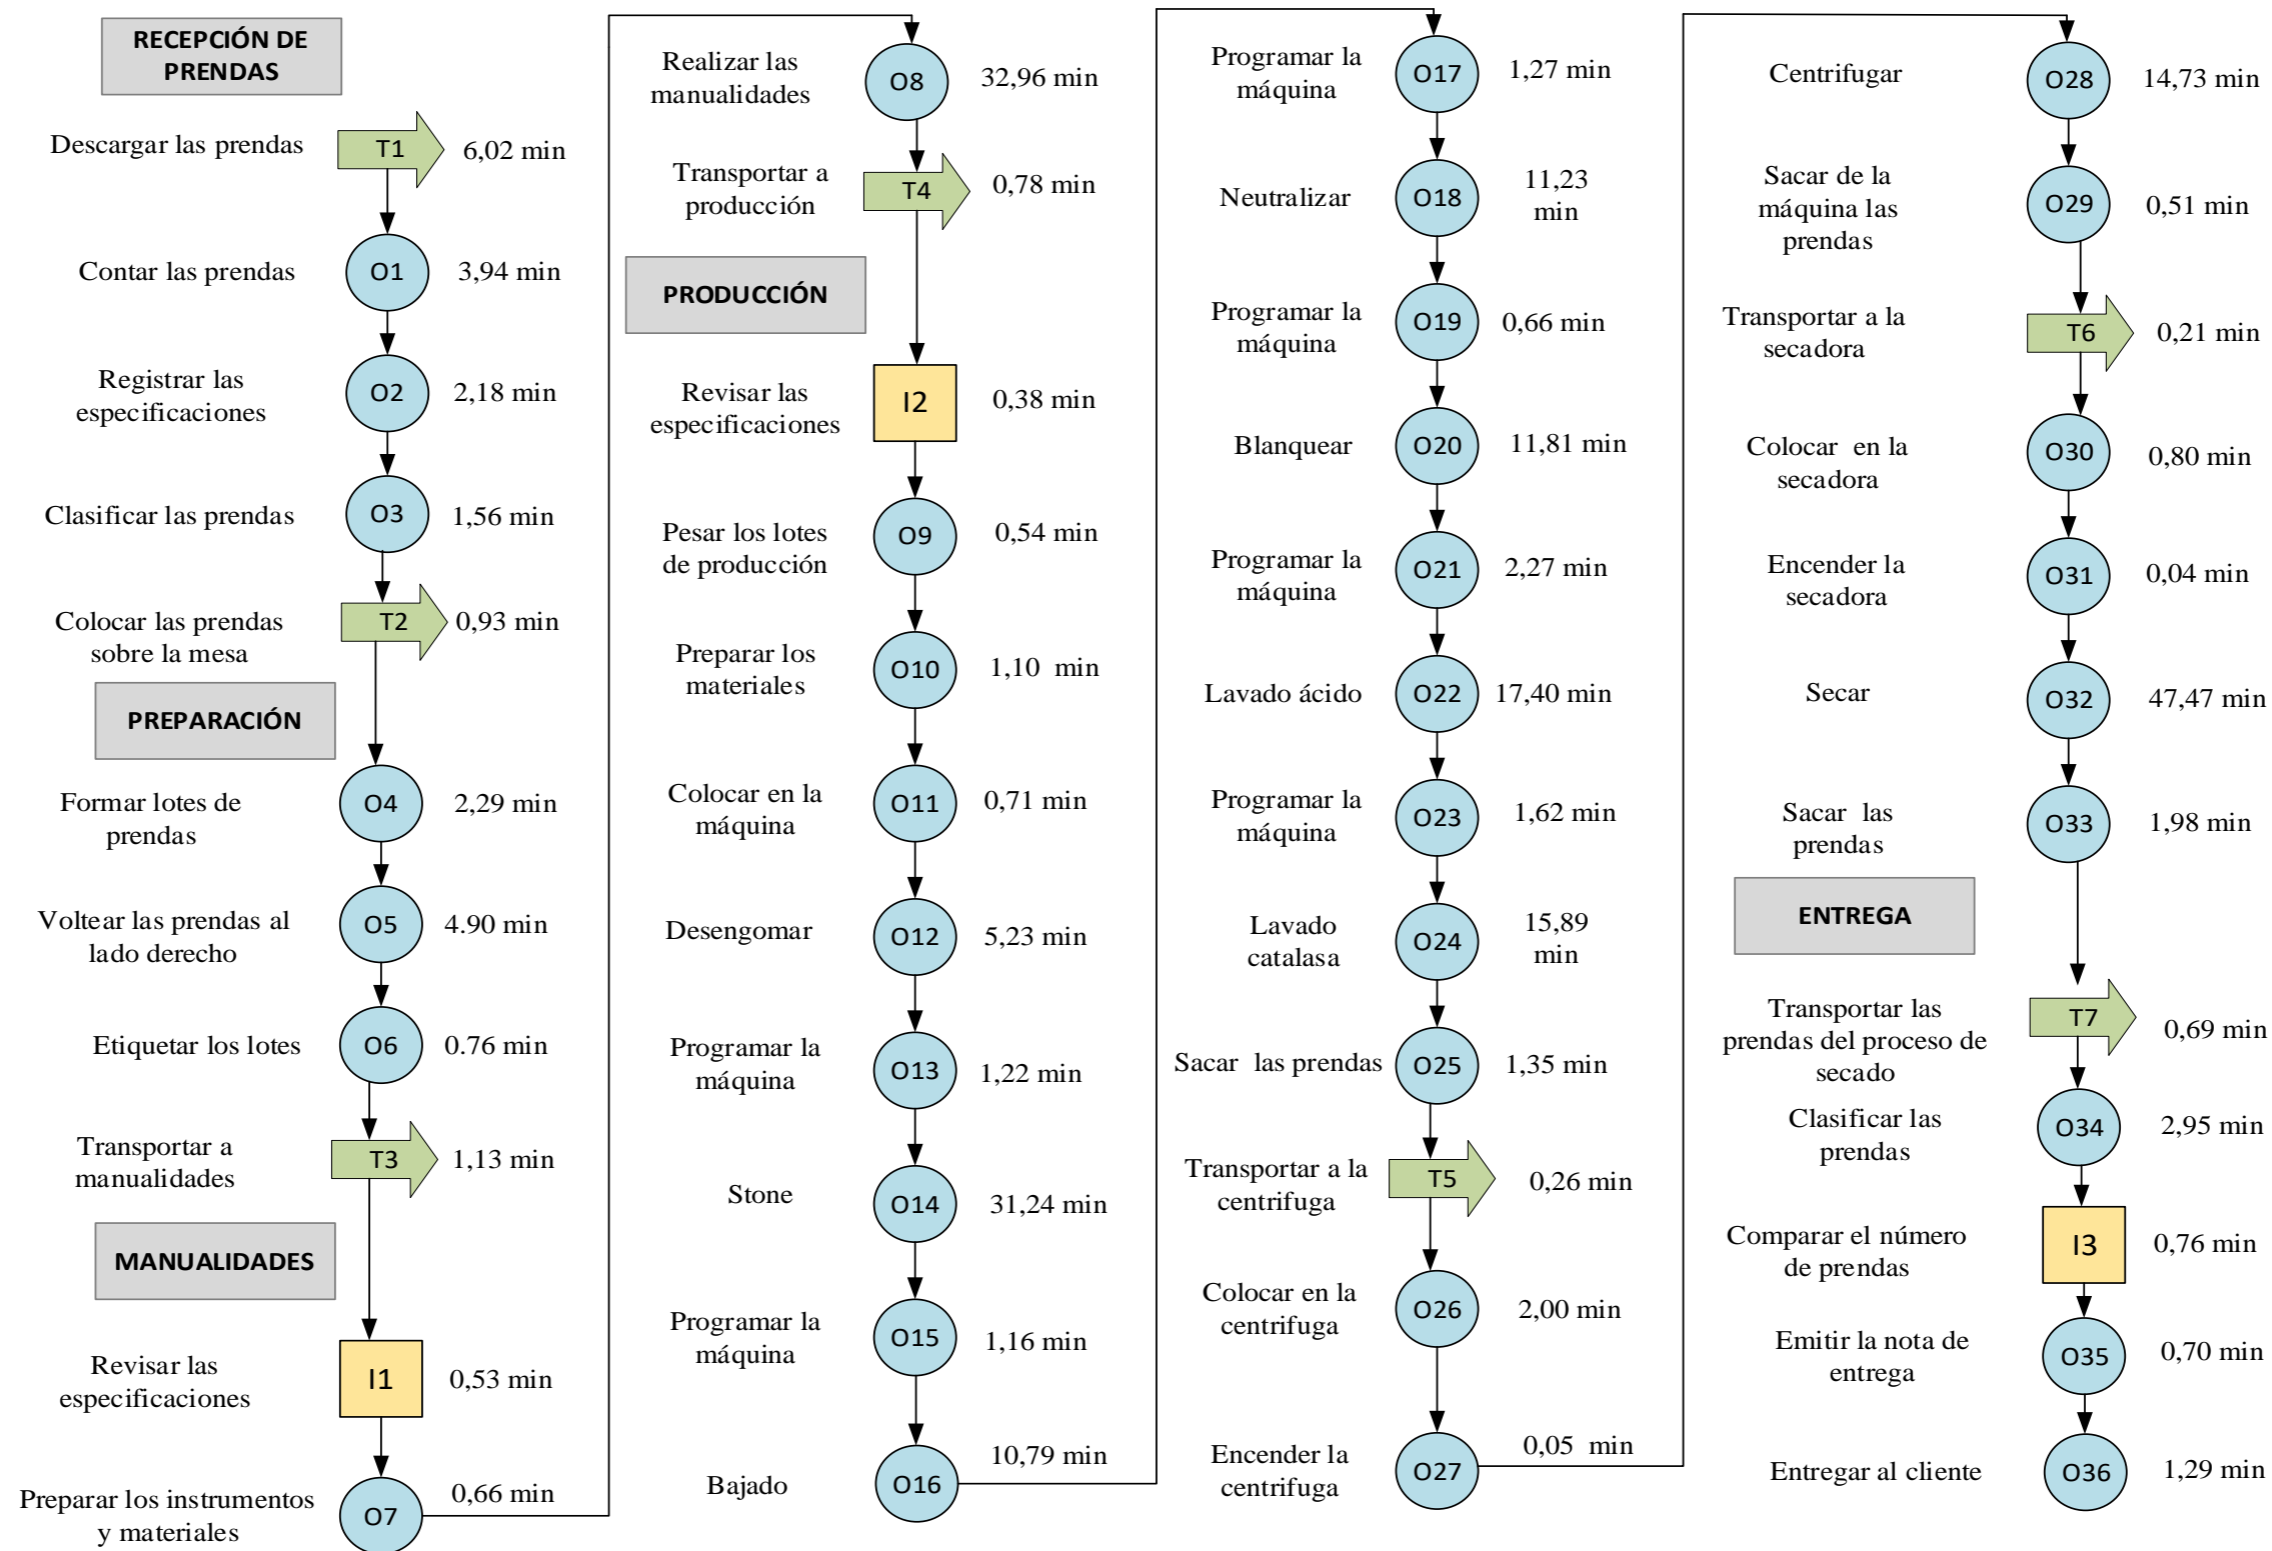 RECEPCIÓN DE
PRENDAS
Descargar las prendas
T1
6,02 min
Contar las prendas
O1
3,94 min
Registrar las
especificaciones
O2
2,18 min
Clasificar las prendas
O3
1,56 min
Colocar las prendas
sobre la mesa
T2
0,93 min
PREPARACIÓN
Formar lotes de
prendas
O4
2,29 min
Voltear las prendas al
lado derecho
O5
4.90 min
Etiquetar los lotes
O6
0.76 min
Transportar a
manualidades
T3
1,13 min
MANUALIDADES
Revisar las
especificaciones
I1
0,53 min
Preparar los instrumentos
y materiales
O7
0,66 min
Realizar las
manualidades
O8
32,96 min
Transportar a
producción
T4
0,78 min
PRODUCCIÓN
Revisar las
especificaciones
I2
0,38 min
Pesar los lotes
de producción
O9
0,54 min
Preparar los
materiales
O10
1,10 min
Colocar en la
máquina
O11
0,71 min
Desengomar
O12
5,23 min
Programar la
máquina
O13
1,22 min
Stone
O14
31,24 min
Programar la
máquina
O15
1,16 min
Bajado
O16
10,79 min
Programar la
máquina
O17
1,27 min
Neutralizar
O18
11,23
min
Programar la
máquina
O19
0,66 min
Blanquear
O20
11,81 min
Programar la
máquina
O21
2,27 min
Lavado ácido
O22
17,40 min
Programar la
máquina
O23
1,62 min
Lavado
catalasa
O24
15,89
min
Sacar las prendas
O25
1,35 min
Transportar a la
centrifuga
T5
0,26 min
Colocar en la
centrifuga
O26
2,00 min
Encender la
centrifuga
O27
0,05 min
Centrifugar
O28
14,73 min
Sacar de la
máquina las
prendas
O29
0,51 min
Transportar a la
secadora
T6
0,21 min
Colocar en la
secadora
O30
0,80 min
Encender la
secadora
O31
0,04 min
Secar
O32
47,47 min
Sacar las
prendas
O33
1,98 min
ENTREGA
Transportar las
prendas del proceso de
secado
T7
0,69 min
Clasificar las
prendas
O34
2,95 min
Comparar el número
de prendas
I3
0,76 min
Emitir la nota de
entrega
O35
0,70 min
Entregar al cliente
O36
1,29 min